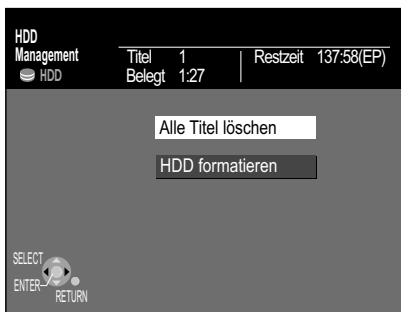 HDD
Management
HDD
Titel 1 Restzeit 137:58(EP)
Belegt 1:27
Alle Titel löschen
HDD formatieren
SELECT
ENTER
RETURN